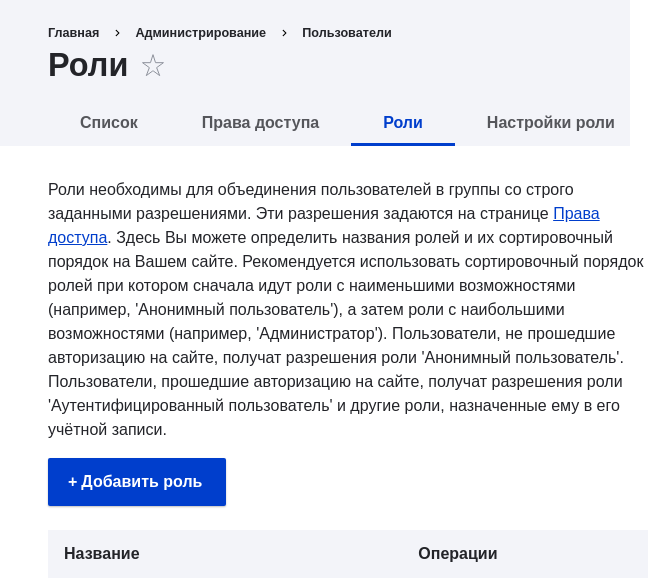 Главная › Администрирование › Пользователи
Роли
Список Права доступа Роли Настройки роли
Роли необходимы для объединения пользователей в группы со строго
заданными разрешениями. Эти разрешения задаются на странице Права
доступа. Здесь Вы можете определить названия ролей и их сортировочный
порядок на Вашем сайте. Рекомендуется использовать сортировочный порядок
ролей при котором сначала идут роли с наименьшими возможностями
(например, 'Анонимный пользователь'), а затем роли с наибольшими
возможностями (например, 'Администратор'). Пользователи, не прошедшие
авторизацию на сайте, получат разрешения роли 'Анонимный пользователь'.
Пользователи, прошедшие авторизацию на сайте, получат разрешения роли
'Аутентифицированный пользователь' и другие роли, назначенные ему в его
учётной записи.
+ Добавить роль
Название Операции